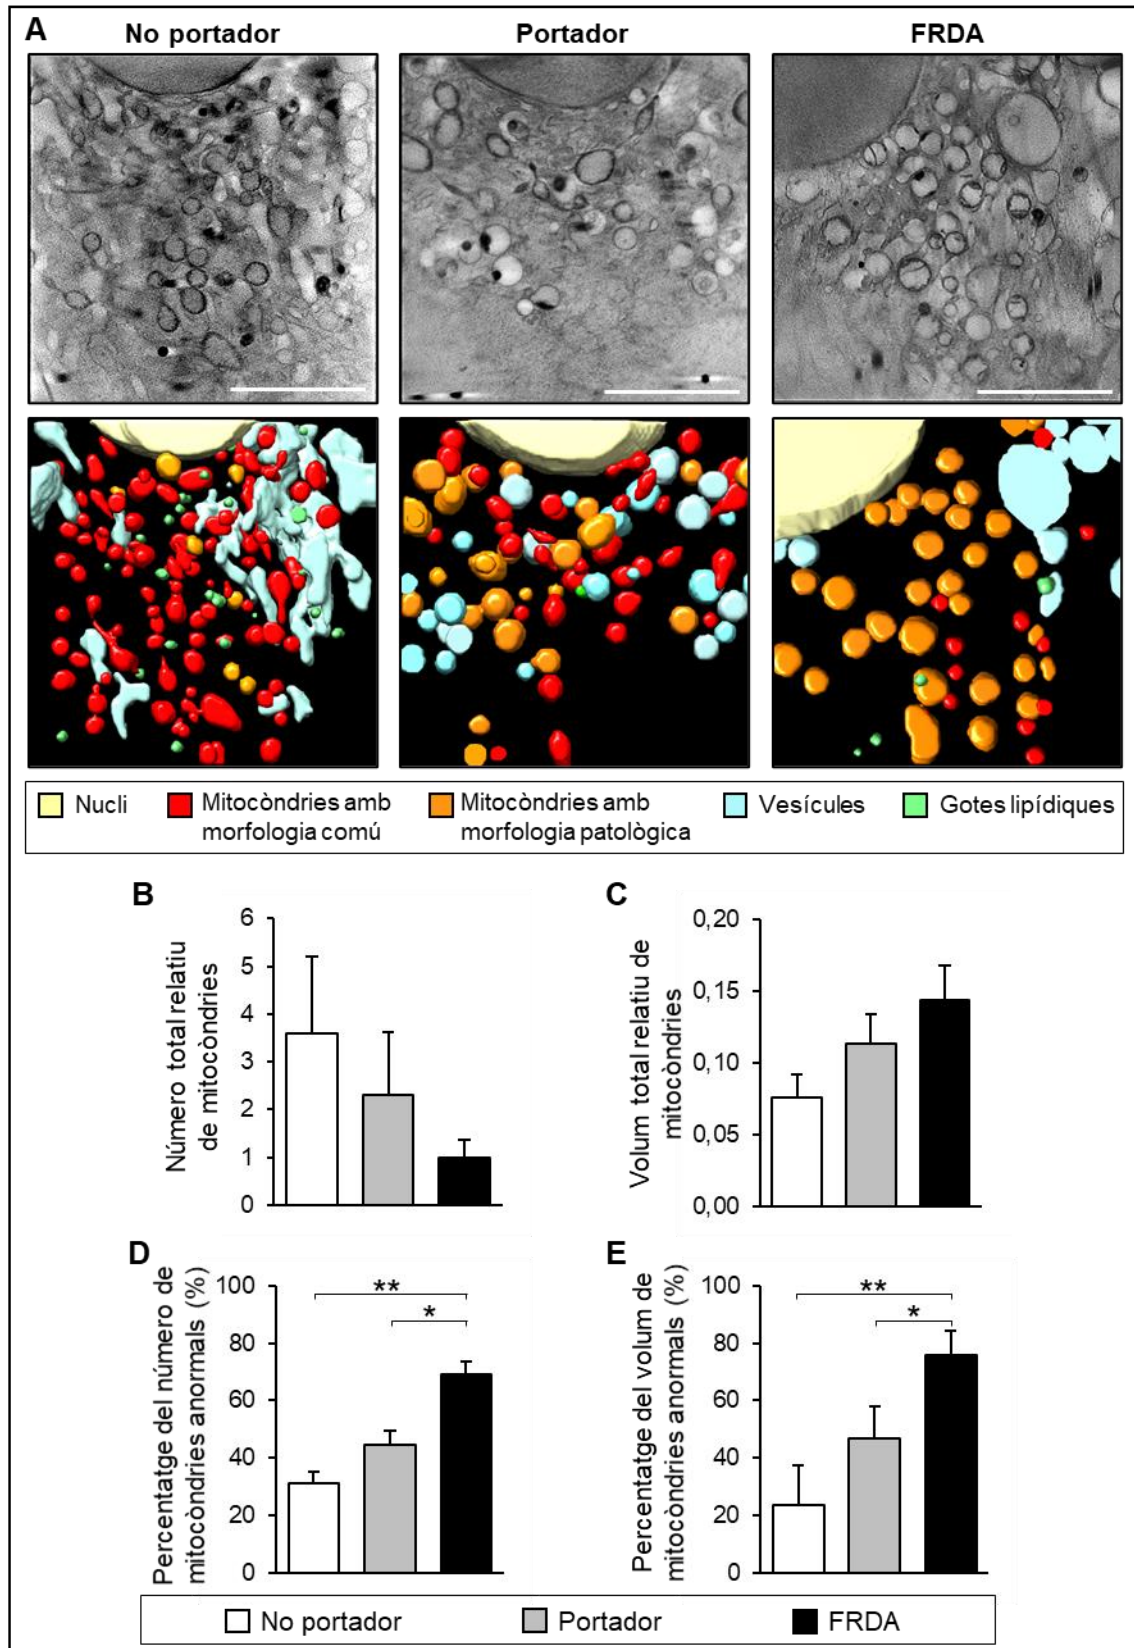 A
No portador
Portador
FRDA
Nucli
Mitocòndries amb
morfologia comú
Mitocòndries amb
morfologia patològica
Vesícules
Gotes lipídiques
B
Número total relatiu
de mitocòndries
6
5
4
3
2
1
0
C
Volum total relatiu de
mitocòndries
0,20
0,15
0,10
0,05
0,00
D
Percentatge del número de
mitocòndries anormals (%)
100
80
60
40
20
0
**
*
E
Percentatge del volum de
mitocòndries anormals (%)
100
80
60
40
20
0
**
*
No portador
Portador
FRDA